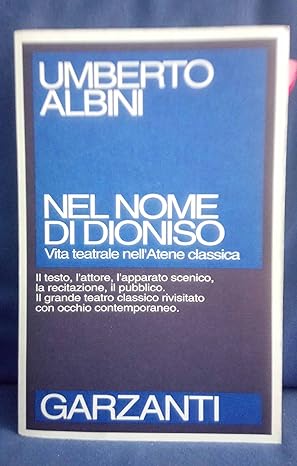 UMBERTO
ALBINI
NEL NOME
DI DIONISO
Vita teatrale nell'Atene classica
Il testo, l'attore, l'apparato scenico,
la recitazione, il pubblico.
Il grande teatro classico rivisitato
con occhio contemporaneo.
GARZANTI